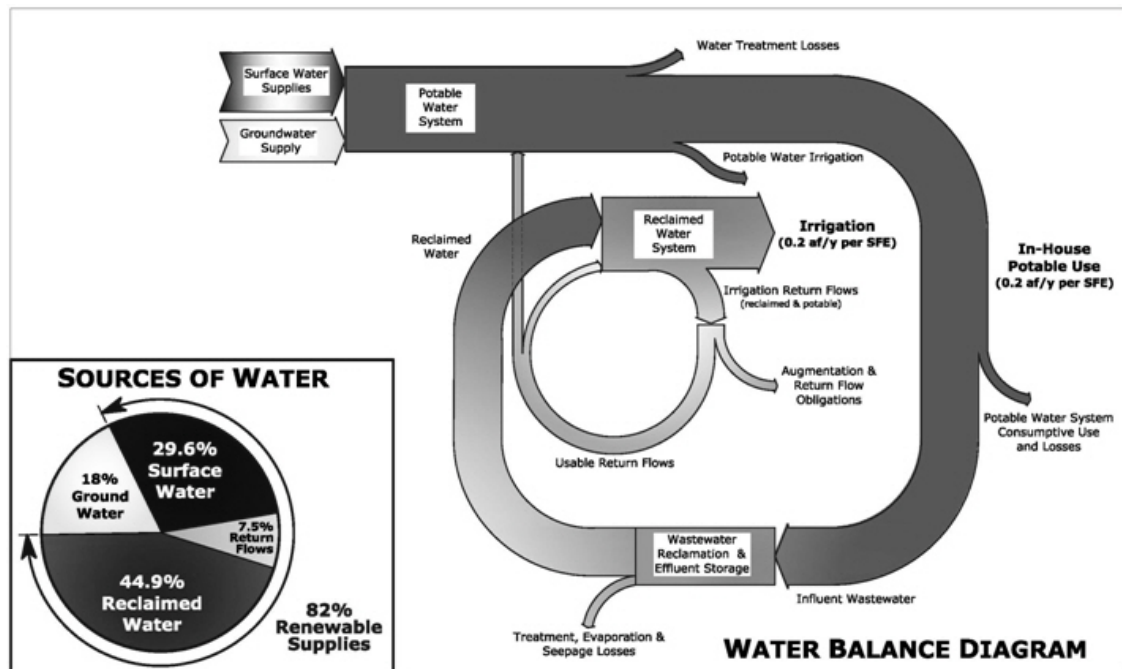 Water Treatment Losses
Surface Water
Supplies
Potable
Water
System
Groundwater
Supply
Potable Water Irrigation
Reclaimed
Water
Reclaimed
Water
System
Irrigation
(0.2 af/y per SFE)
In-House
Potable Use
(0.2 af/y per SFE)
Irrigation Return Flows
(reclaimed & potable)
Augmentation &
Return Flow
Obligations
Potable Water System
Consumptive Use
and Losses
Usable Return Flows
Wastewater
Reclamation &
Effluent Storage
Influent Wastewater
Treatment, Evaporation &
Seepage Losses
WATER BALANCE DIAGRAM
SOURCES OF WATER
29.6%
Surface
Water
18%
Ground
Water
7.5%
Return
Flows
44.9%
Reclaimed
Water
82%
Renewable
Supplies